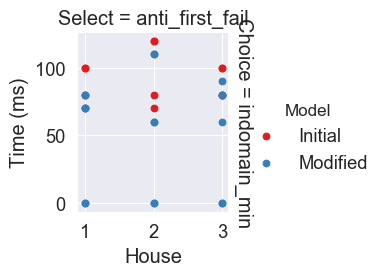 Select = anti_first_fail
Choice = indomain_min
Time (ms)
100
50
0
1 2 3
House
Model
Initial
Modified